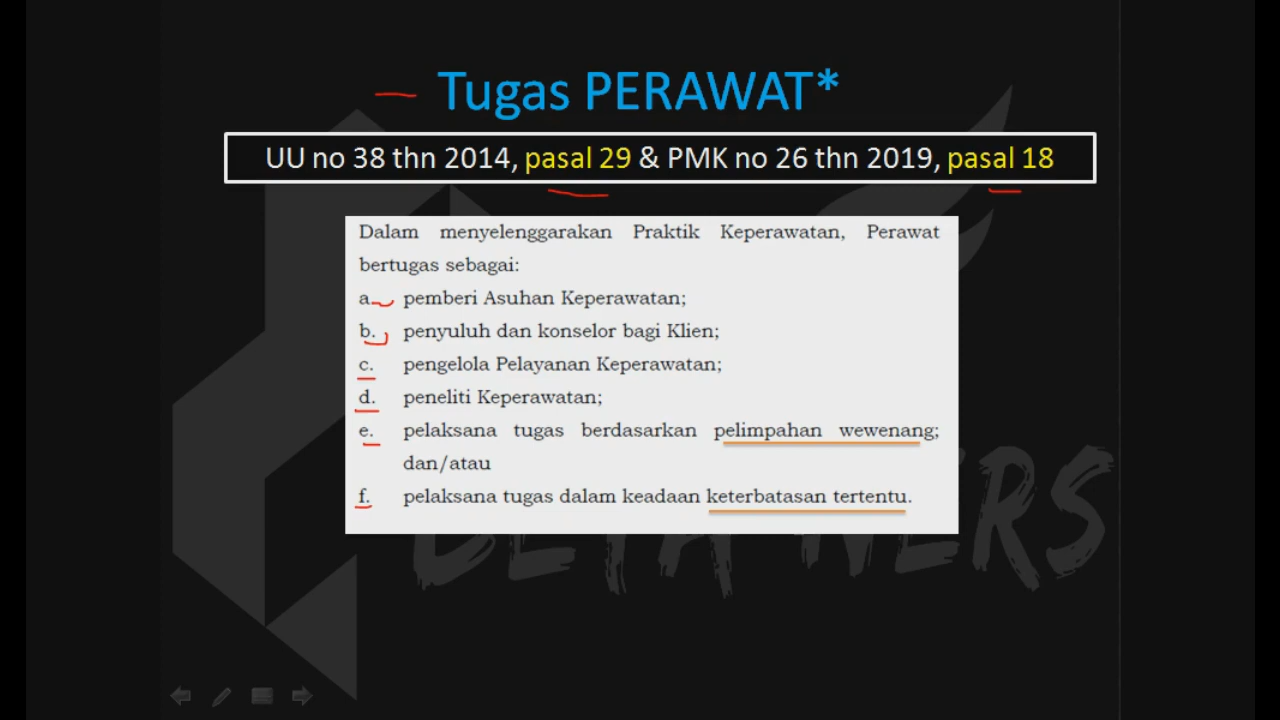 Tugas PERAWAT*
UU no 38 thn 2014, pasal 29 & PMK no 26 thn 2019, pasal 18
Dalam menyelenggarakan Praktik Keperawatan, Perawat
bertugas sebagai:
a. pemberi Asuhan Keperawatan;
b. penyuluh dan konselor bagi Klien;
c. pengelola Pelayanan Keperawatan;
d. peneliti Keperawatan;
e. pelaksana tugas berdasarkan pelimpahan wewenang;
dan/atau
f. pelaksana tugas dalam keadaan keterbatasan tertentu.
BETA NERS